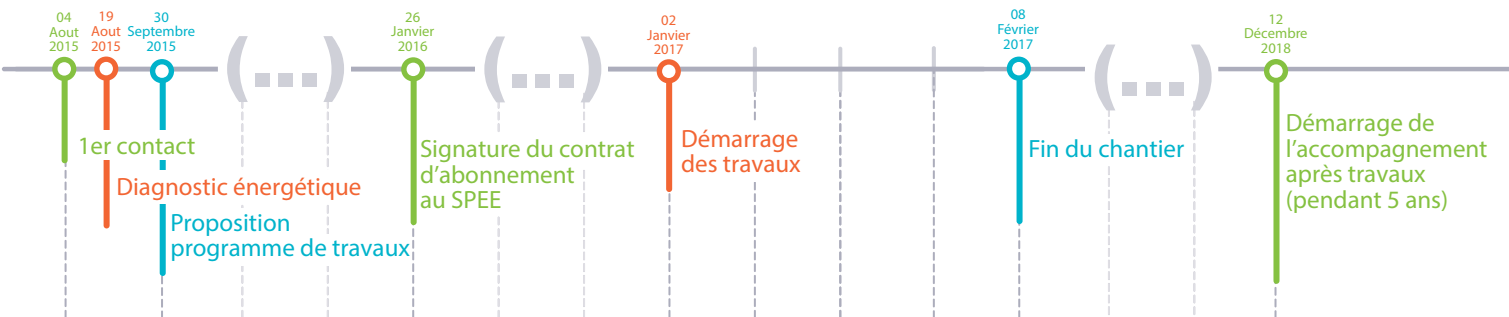 04
Aout
2015
19
Aout
2015
30
Septembre
2015
26
Janvier
2016
02
Janvier
2017
08
Février
2017
12
Décembre
2018
(...)
(...)
(...)
1er contact
Diagnostic énergétique
Proposition
programme de travaux
Signature du contrat
d'abonnement
au SPEE
Démarrage
des travaux
Fin du chantier
Démarrage de
l'accompagnement
après travaux
(pendant 5 ans)